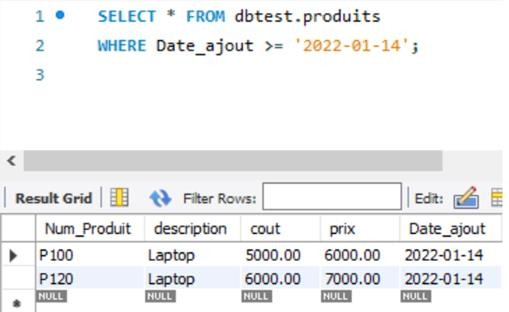 1 SELECT * FROM dbtest.produits
2 WHERE Date_ajout >= '2022-01-14';
3
Result Grid Filter Rows: Edit:
Num_Produit description cout prix Date_ajout
P100 Laptop 5000.00 6000.00 2022-01-14
P120 Laptop 6000.00 7000.00 2022-01-14
NULL NULL NULL NULL NULL